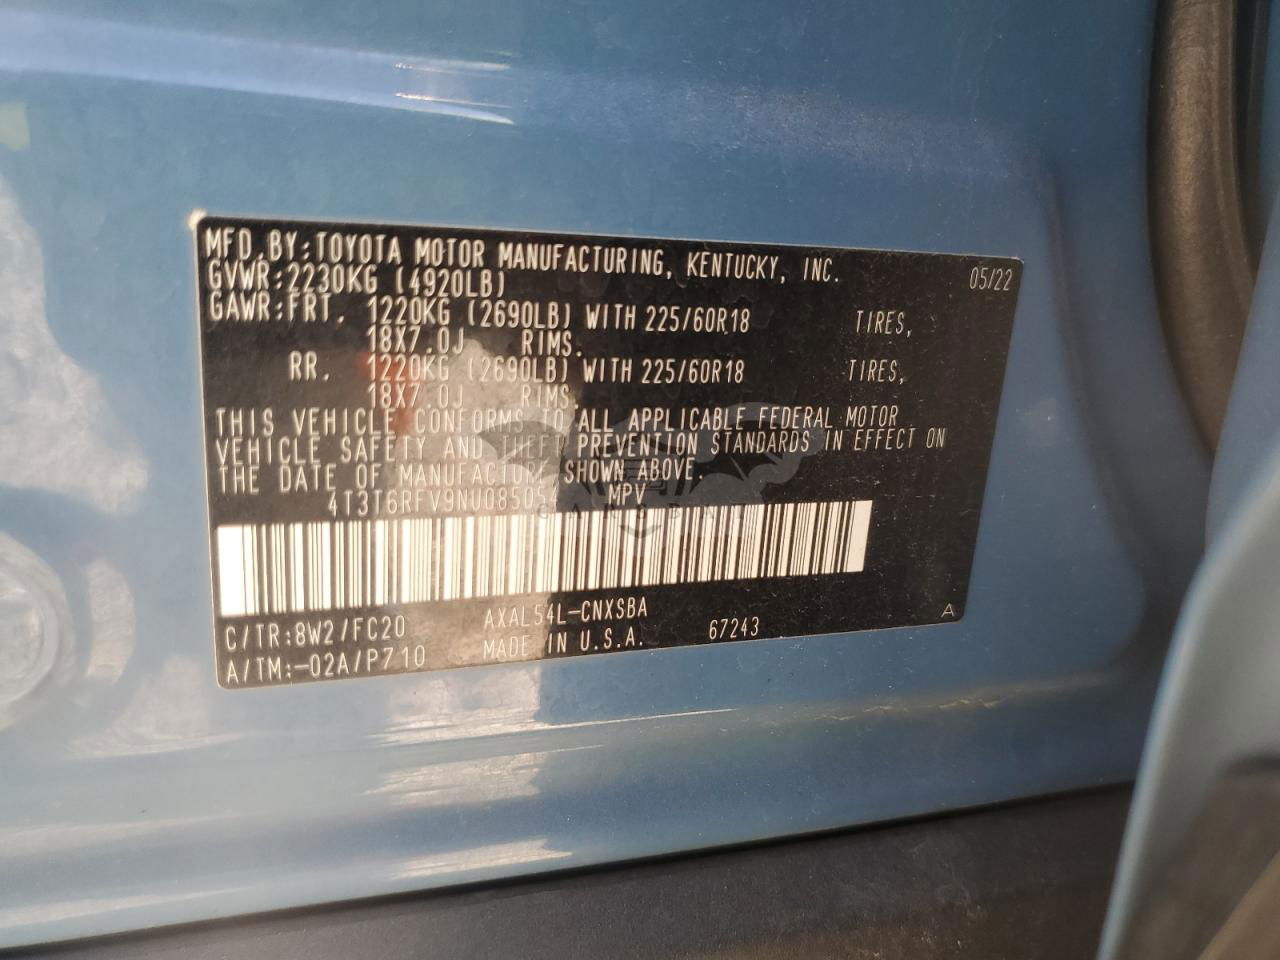 MFD.BY:TOYOTA MOTOR MANUFACTURING, KENTUCKY, INC. 05/22
GVWR:2230KG (4920LB)
GAWR:FRT. 1220KG (2690LB) WITH 225/60R18 TIRES,
18X7.0J RIMS.
RR. 1220KG (2690LB) WITH 225/60R18 TIRES,
18X7.0J RIMS.
THIS VEHICLE CONFORMS TO ALL APPLICABLE FEDERAL MOTOR
VEHICLE SAFETY AND THEFT PREVENTION STANDARDS IN EFFECT ON
THE DATE OF MANUFACTURE SHOWN ABOVE.
MPV
C/TR:8W2/FC20 AXAL54L-CNXSBA
A/TM:-02A/P710 MADE IN U.S.A. 67243 A